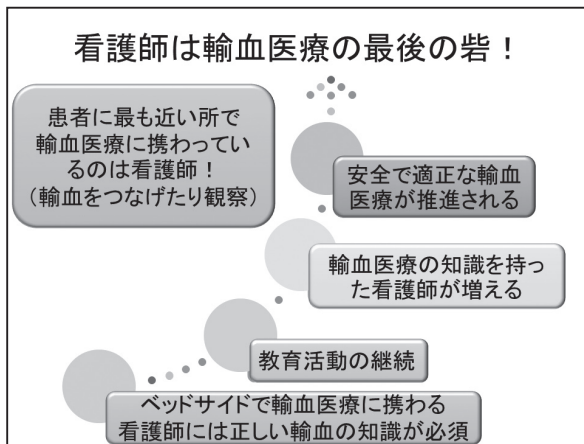 看護師は輸血医療の最後の砦！
患者に最も近い所で
輸血医療に携わってい
るのは看護師！
（輸血をつなげたり観察）
安全で適正な輸血
医療が推進される
輸血医療の知識を持っ
た看護師が増える
教育活動の継続
ベッドサイドで輸血医療に携わる
看護師には正しい輸血の知識が必須